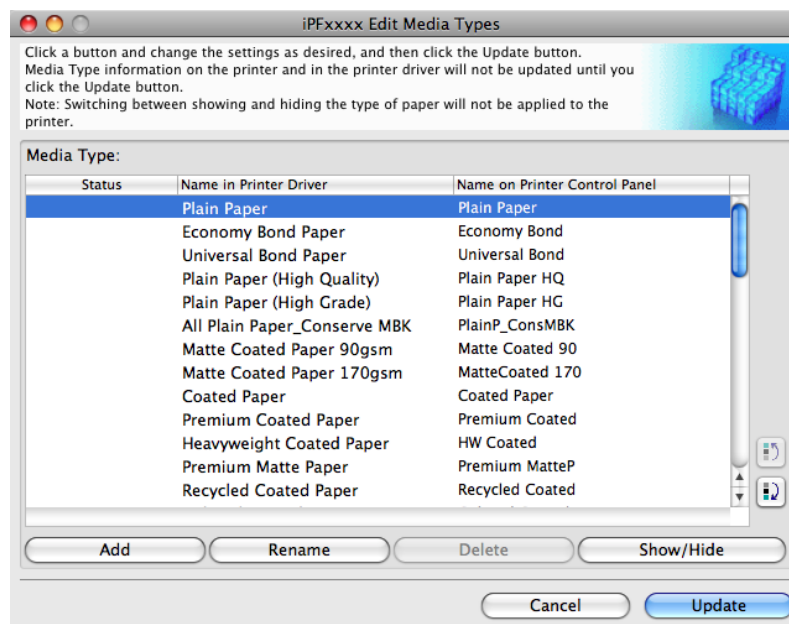 iPFxxxx Edit Media Types
Click a button and change the settings as desired, and then click the Update button.
Media Type information on the printer and in the printer driver will not be updated until you
click the Update button.
Note: Switching between showing and hiding the type of paper will not be applied to the
printer.
Media Type:
Status Name in Printer Driver Name on Printer Control Panel
Plain Paper Plain Paper
Economy Bond Paper Economy Bond
Universal Bond Paper Universal Bond
Plain Paper (High Quality) Plain Paper HQ
Plain Paper (High Grade) Plain Paper HG
All Plain Paper_Conserve MBK PlainP_ConsMBK
Matte Coated Paper 90gsm Matte Coated 90
Matte Coated Paper 170gsm MatteCoated 170
Coated Paper Coated Paper
Premium Coated Paper Premium Coated
Heavyweight Coated Paper HW Coated
Premium Matte Paper Premium MatteP
Recycled Coated Paper Recycled Coated
Add Rename Delete Show/Hide
Cancel Update